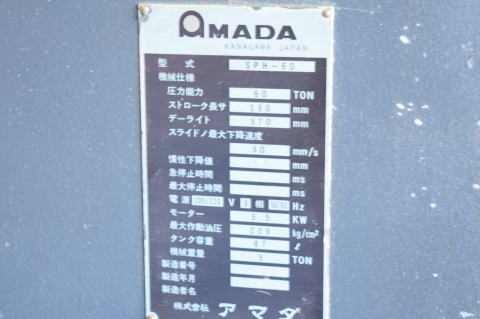 AMADA
KANAGAWA JAPAN
型式 SPH-60
機械仕様
圧力能力 60 TON
ストローク長サ 150 mm
デーライト 570 mm
スライドノ最大下降速度
50 mm/s
慣性下降値 mm
急停止時間 ms
最大停止時間 ms
電源 200/220 V 3 相 50/60 Hz
モーター 5.5 KW
最大作動油圧 229 kg/cm²
タンク容量 87 ℓ
機械重量 5 TON
製造番号
製造年月
製造者名
株式会社 アマダ